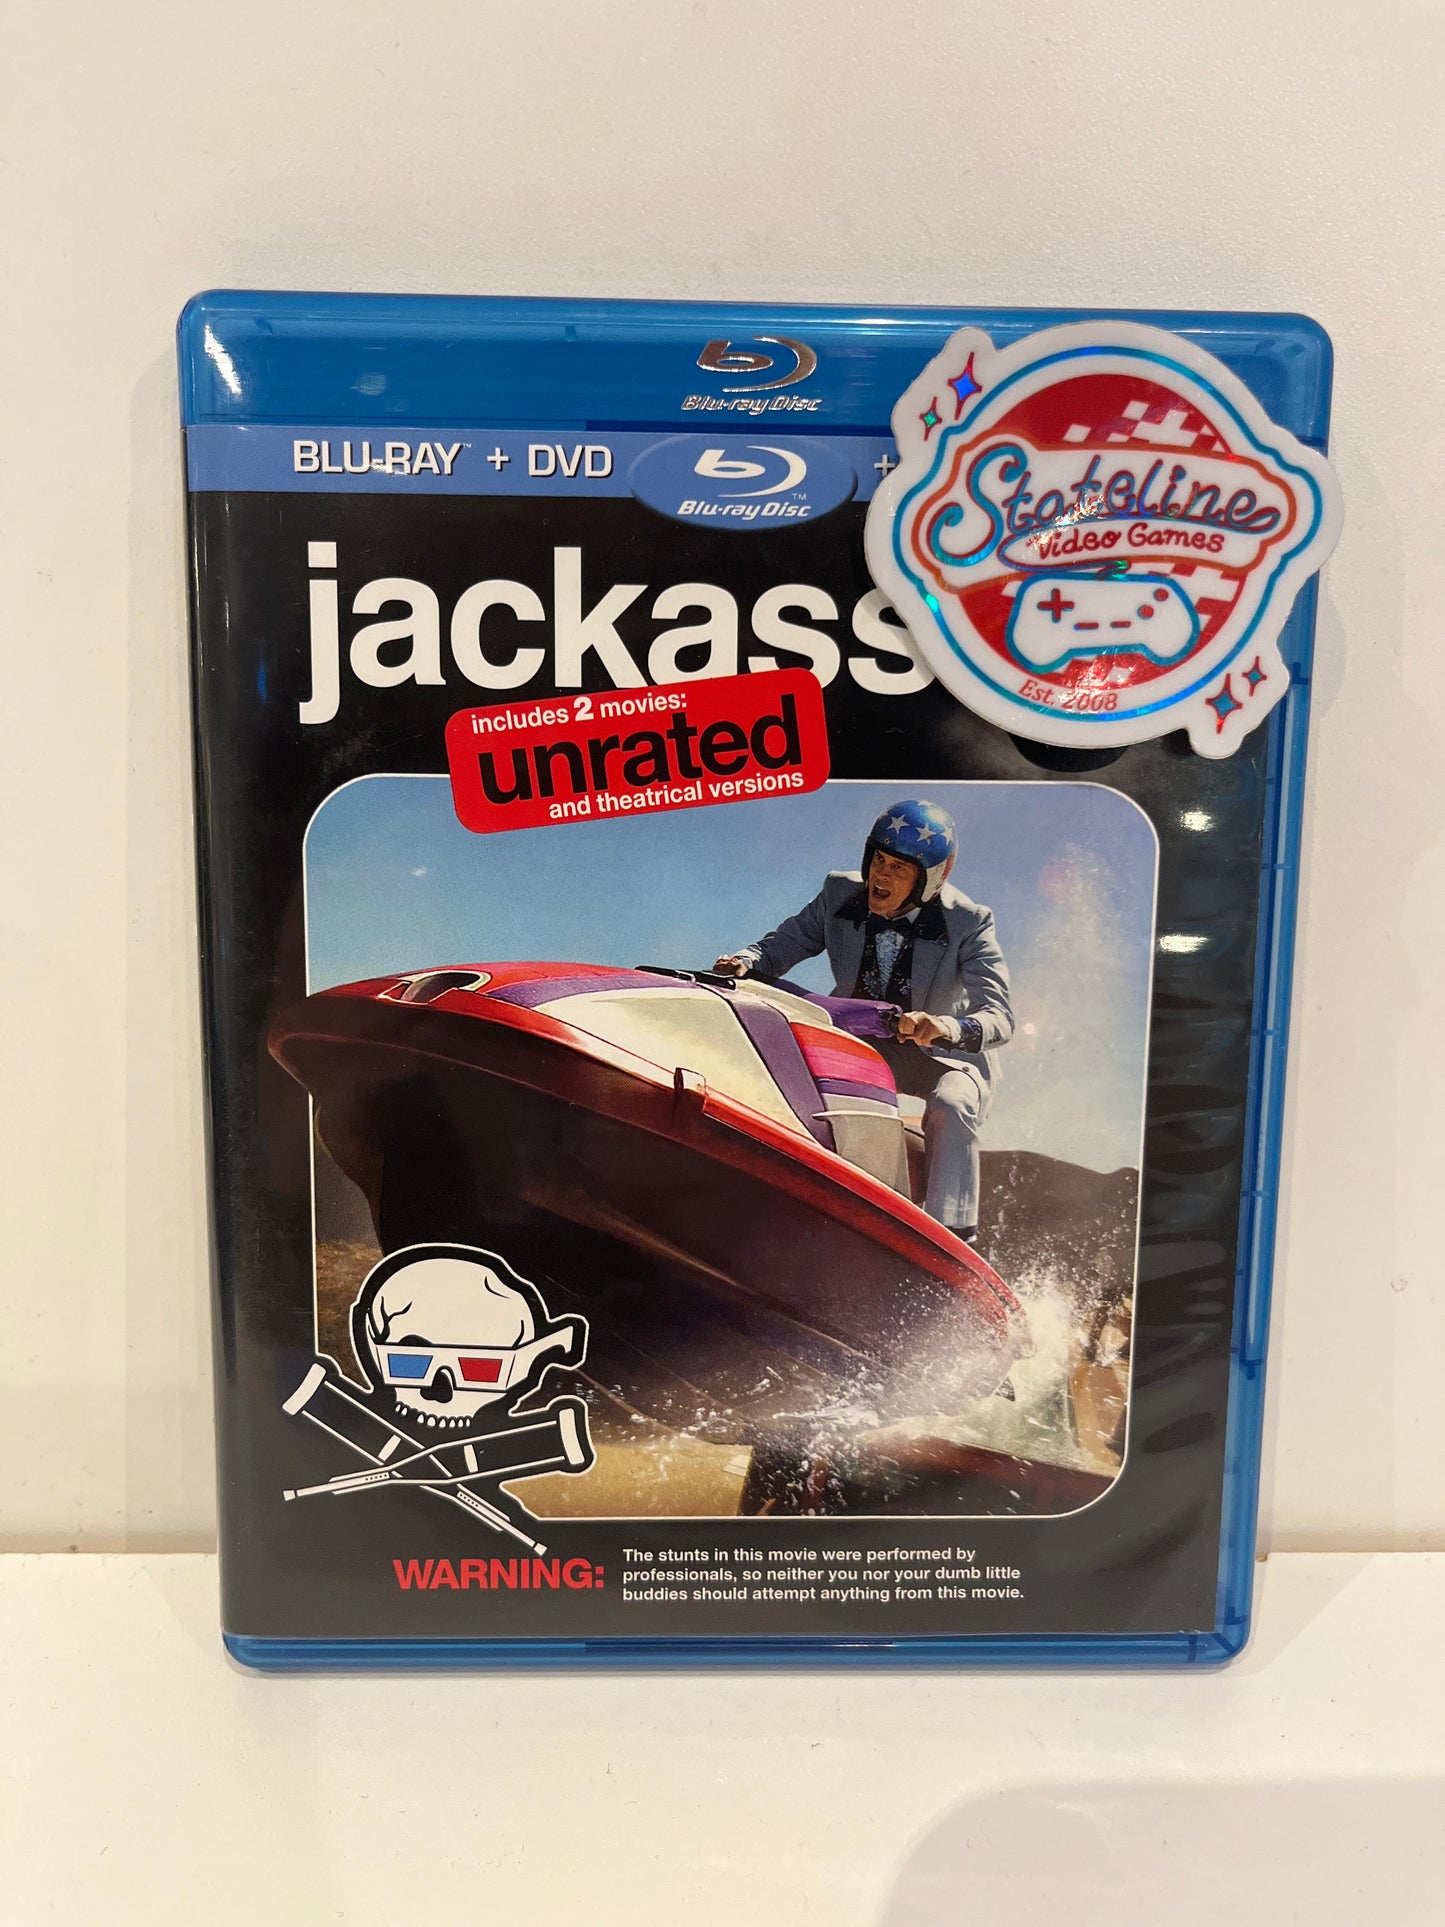 Blu-ray Disc
BLU-RAY™ + DVD
Blu-ray Disc™
+
Stateline
Video Games
Est. 2008
jackass
includes 2 movies:
unrated
and theatrical versions
WARNING:
The stunts in this movie were performed by
professionals, so neither you nor your dumb little
buddies should attempt anything from this movie.